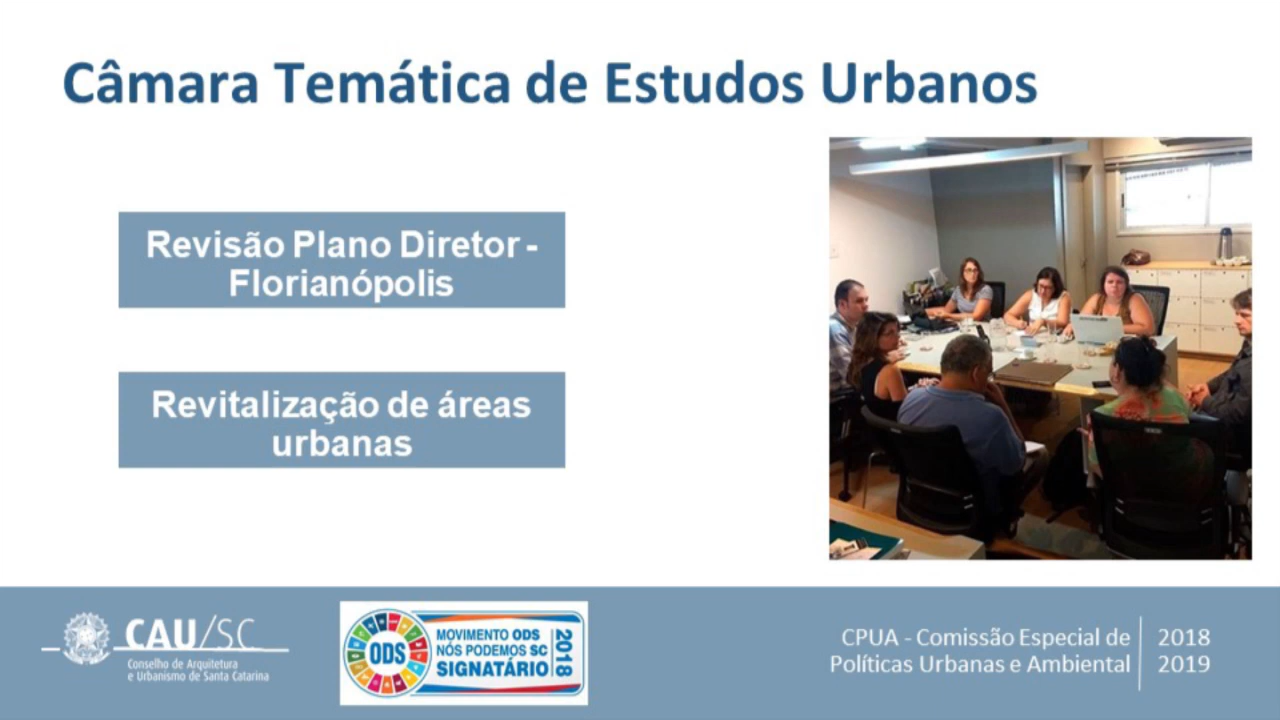 Câmara Temática de Estudos Urbanos
Revisão Plano Diretor -
Florianópolis
Revitalização de áreas
urbanas
CAU/SC
Conselho de Arquitetura
e Urbanismo de Santa Catarina
ODS
MOVIMENTO ODS
NÓS PODEMOS SC
SIGNATÁRIO
2018
CPUA - Comissão Especial de
Políticas Urbanas e Ambiental
2018
2019